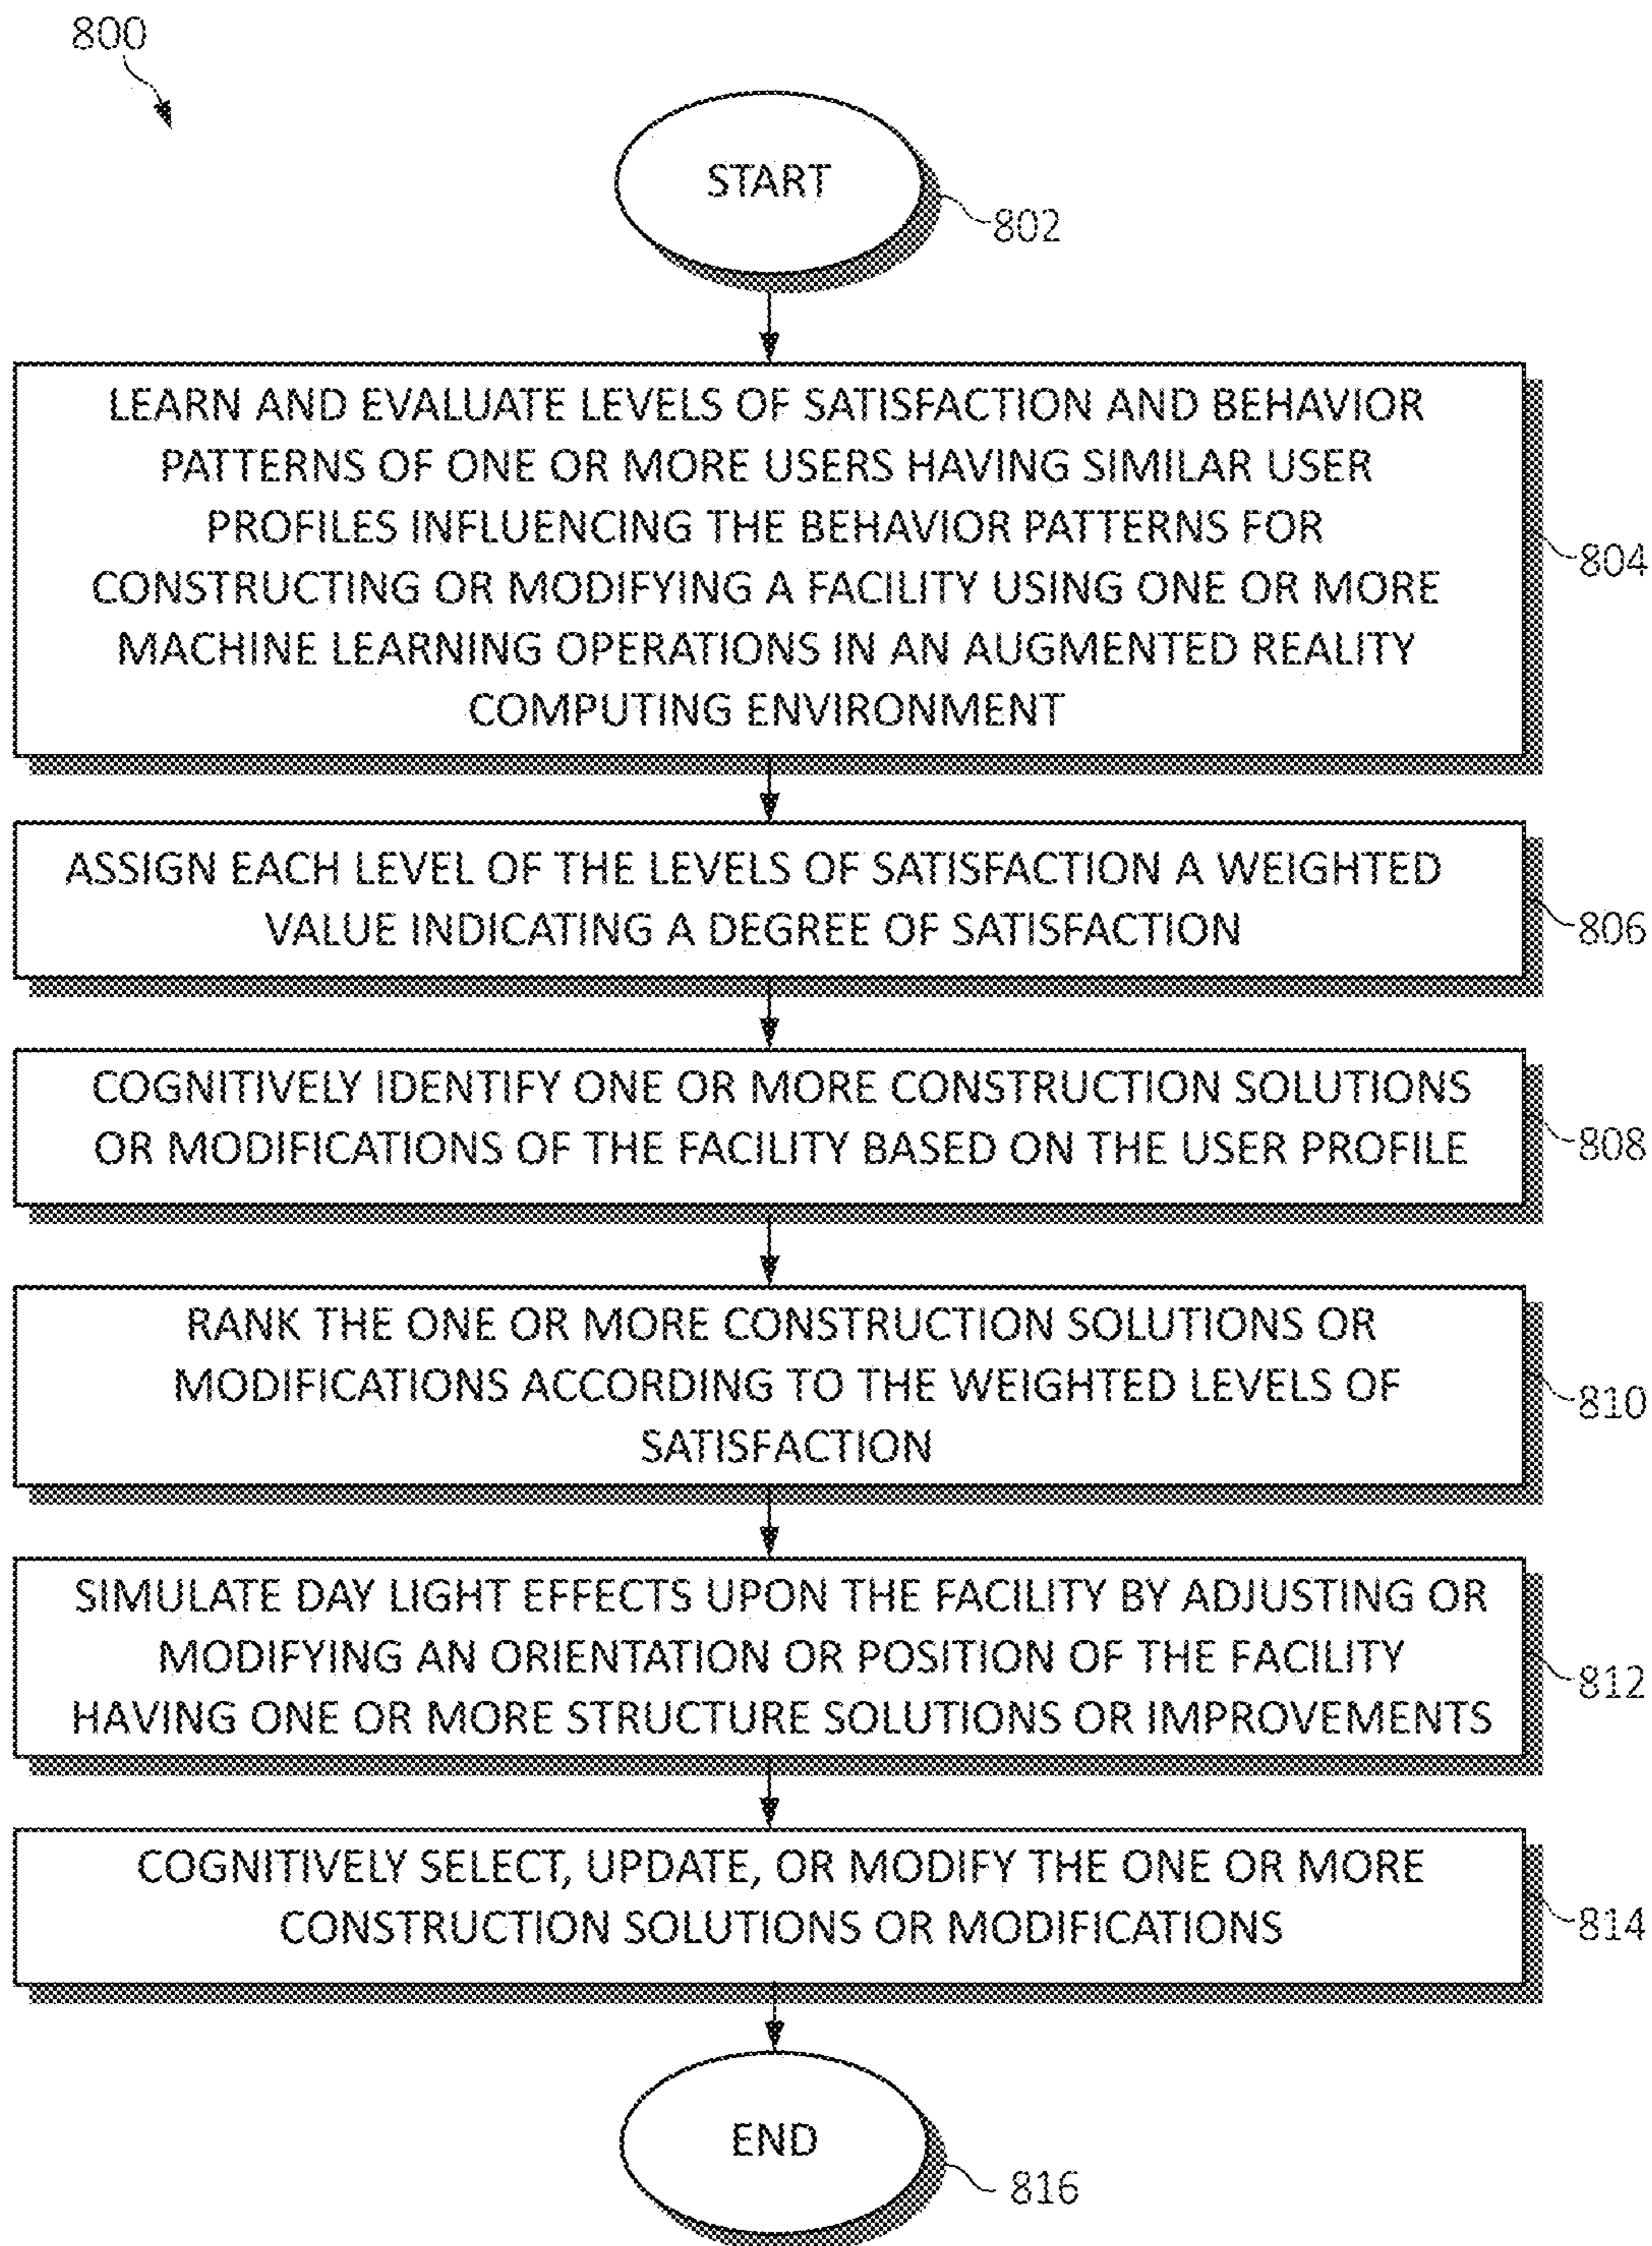 800
START
802
LEARN AND EVALUATE LEVELS OF SATISFACTION AND BEHAVIOR
PATTERNS OF ONE OR MORE USERS HAVING SIMILAR USER
PROFILES INFLUENCING THE BEHAVIOR PATTERNS FOR
CONSTRUCTING OR MODIFYING A FACILITY USING ONE OR MORE
MACHINE LEARNING OPERATIONS IN AN AUGMENTED REALITY
COMPUTING ENVIRONMENT
804
ASSIGN EACH LEVEL OF THE LEVELS OF SATISFACTION A WEIGHTED
VALUE INDICATING A DEGREE OF SATISFACTION
806
COGNITIVELY IDENTIFY ONE OR MORE CONSTRUCTION SOLUTIONS
OR MODIFICATIONS OF THE FACILITY BASED ON THE USER PROFILE
808
RANK THE ONE OR MORE CONSTRUCTION SOLUTIONS OR
MODIFICATIONS ACCORDING TO THE WEIGHTED LEVELS OF
SATISFACTION
810
SIMULATE DAY LIGHT EFFECTS UPON THE FACILITY BY ADJUSTING OR
MODIFYING AN ORIENTATION OR POSITION OF THE FACILITY
HAVING ONE OR MORE STRUCTURE SOLUTIONS OR IMPROVEMENTS
812
COGNITIVELY SELECT, UPDATE, OR MODIFY THE ONE OR MORE
CONSTRUCTION SOLUTIONS OR MODIFICATIONS
814
END
816